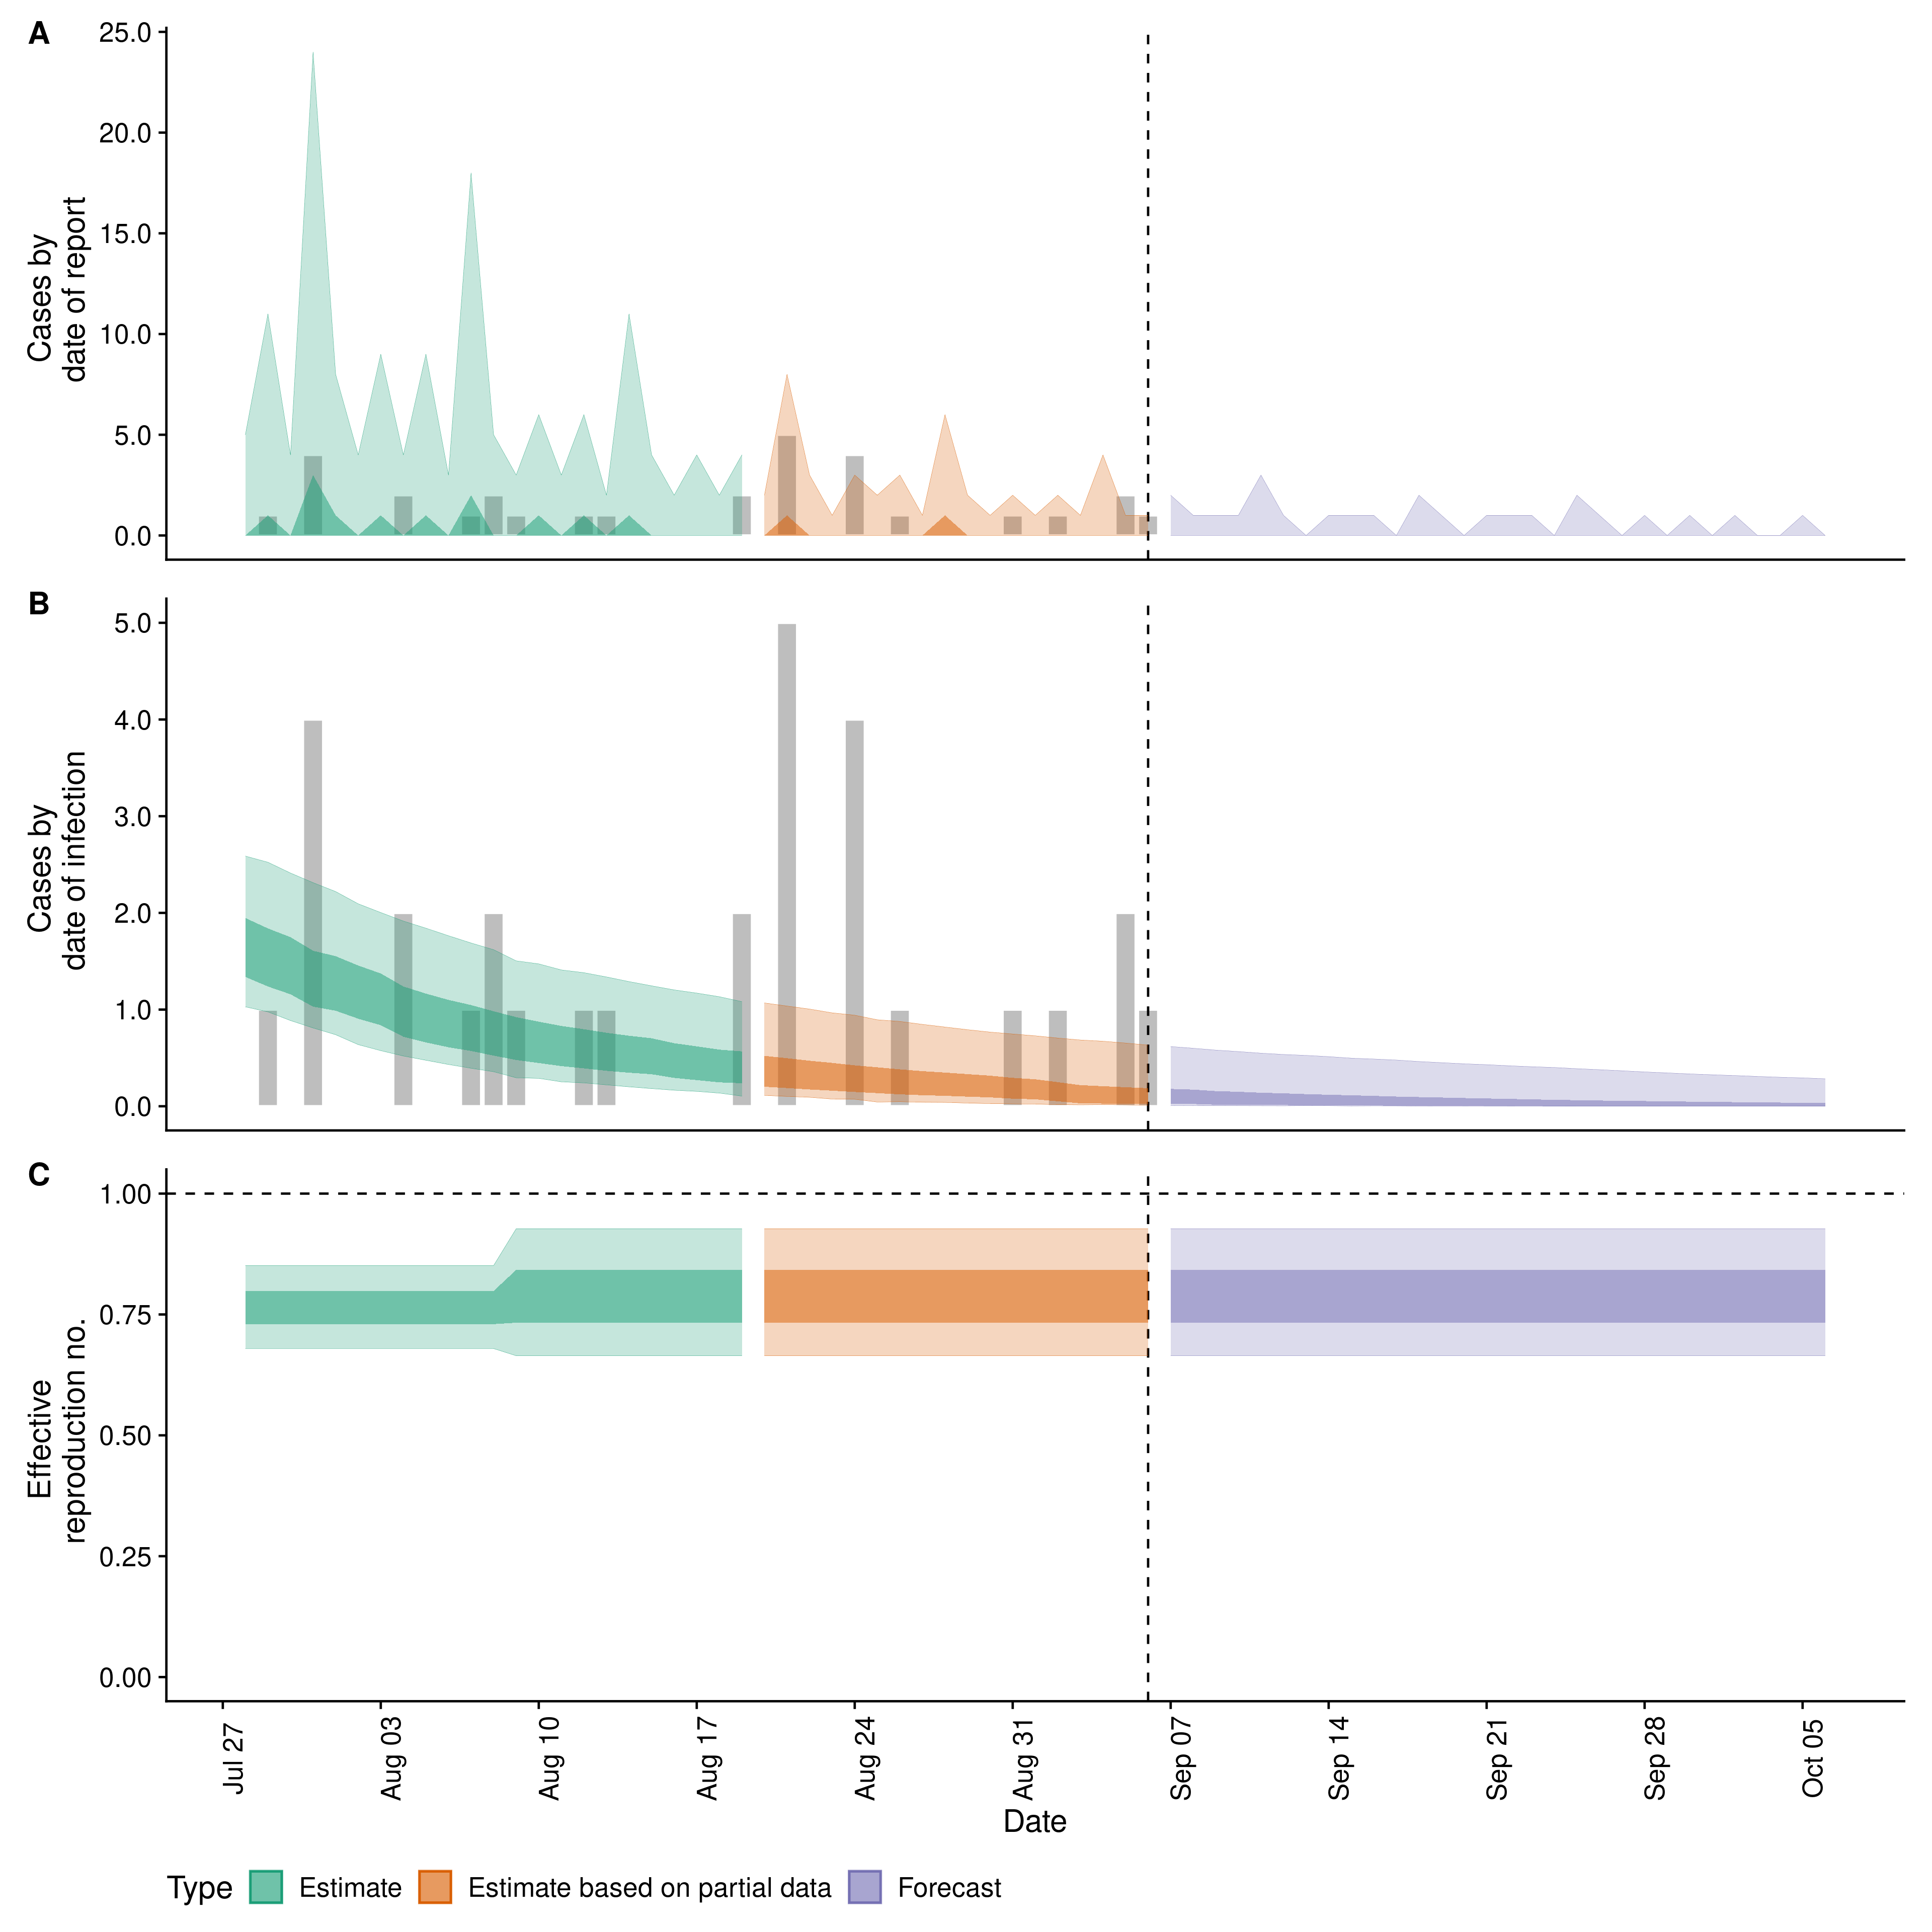 A
25.0
20.0
15.0
10.0
5.0
0.0
Cases by
date of report
B
5.0
4.0
3.0
2.0
1.0
0.0
Cases by
date of infection
C
1.00
0.75
0.50
0.25
0.00
Effective
reproduction no.
Jul 27
Aug 03
Aug 10
Aug 17
Aug 24
Aug 31
Sep 07
Sep 14
Sep 21
Sep 28
Oct 05
Date
Type Estimate Estimate based on partial data Forecast